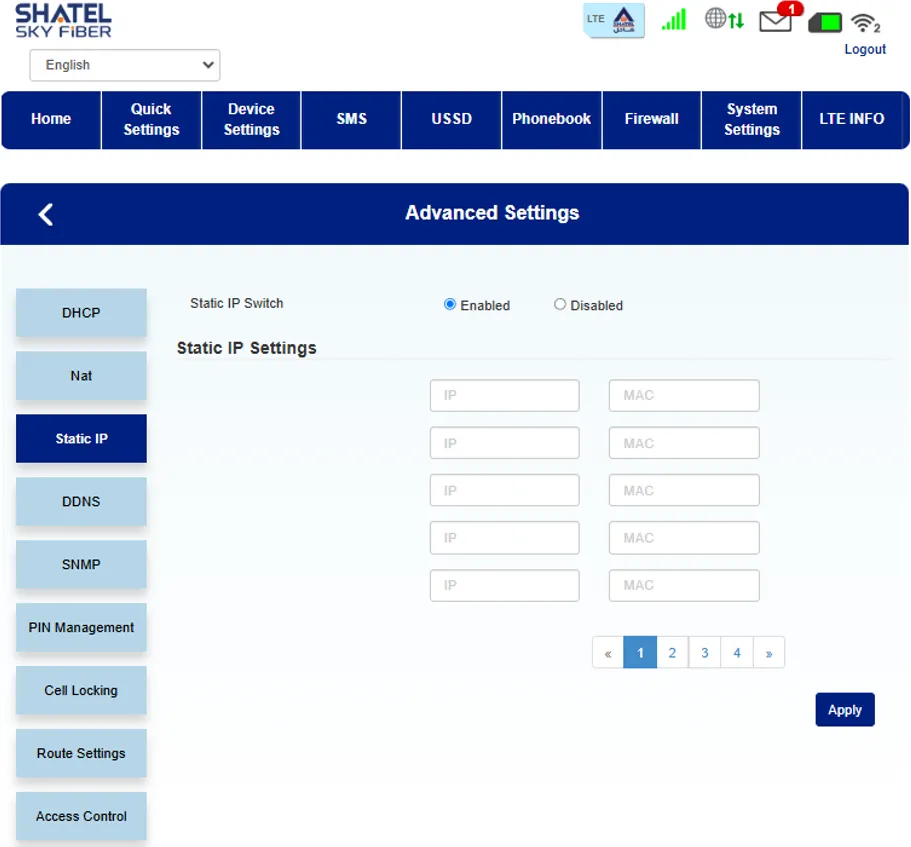 SHATEL
SKY FiBER
LTE
SHATEL
شاتل
1
2
Logout
English
Home
Quick
Settings
Device
Settings
SMS
USSD
Phonebook
Firewall
System
Settings
LTE INFO
Advanced Settings
DHCP
Nat
Static IP
DDNS
SNMP
PIN Management
Cell Locking
Route Settings
Access Control
Static IP Switch
Enabled
Disabled
Static IP Settings
IP MAC
IP MAC
IP MAC
IP MAC
IP MAC
« 1 2 3 4 »
Apply